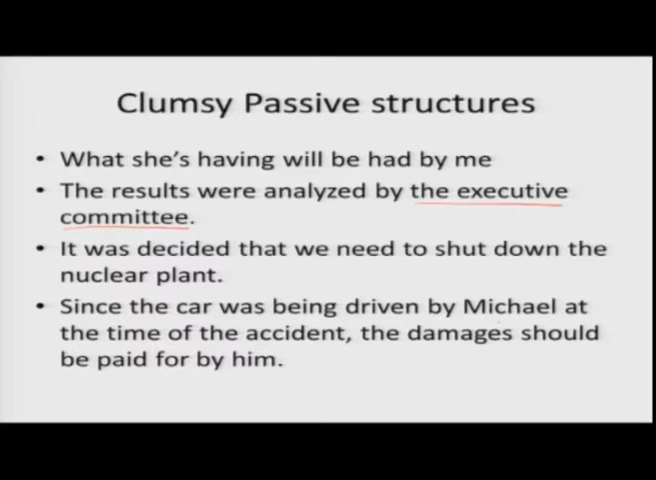 Clumsy Passive structures
• What she's having will be had by me
• The results were analyzed by the executive
committee.
• It was decided that we need to shut down the
nuclear plant.
• Since the car was being driven by Michael at
the time of the accident, the damages should
be paid for by him.